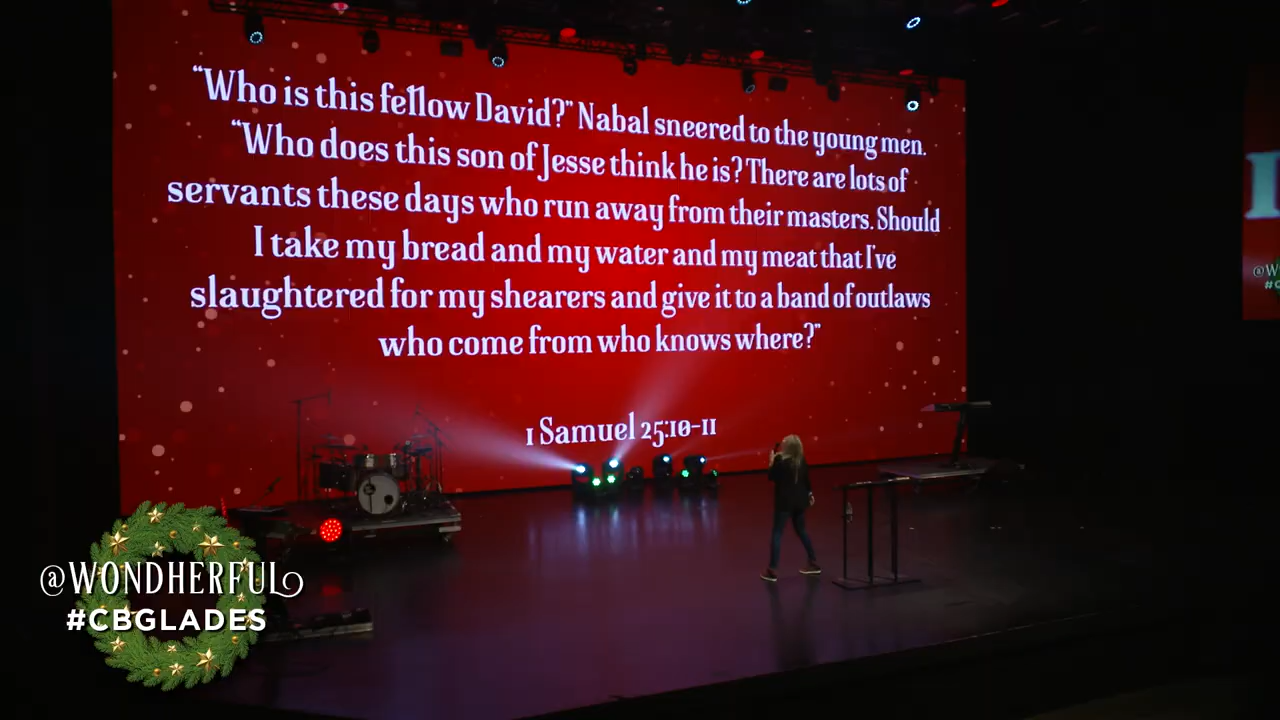 “Who is this fellow David?” Nabal sneered to the young men.
“Who does this son of Jesse think he is? There are lots of
servants these days who run away from their masters. Should
I take my bread and my water and my meat that I've
slaughtered for my shearers and give it to a band of outlaws
who come from who knows where?”
1 Samuel 25:10-11
@WONDHERFUL
#CBGLADES